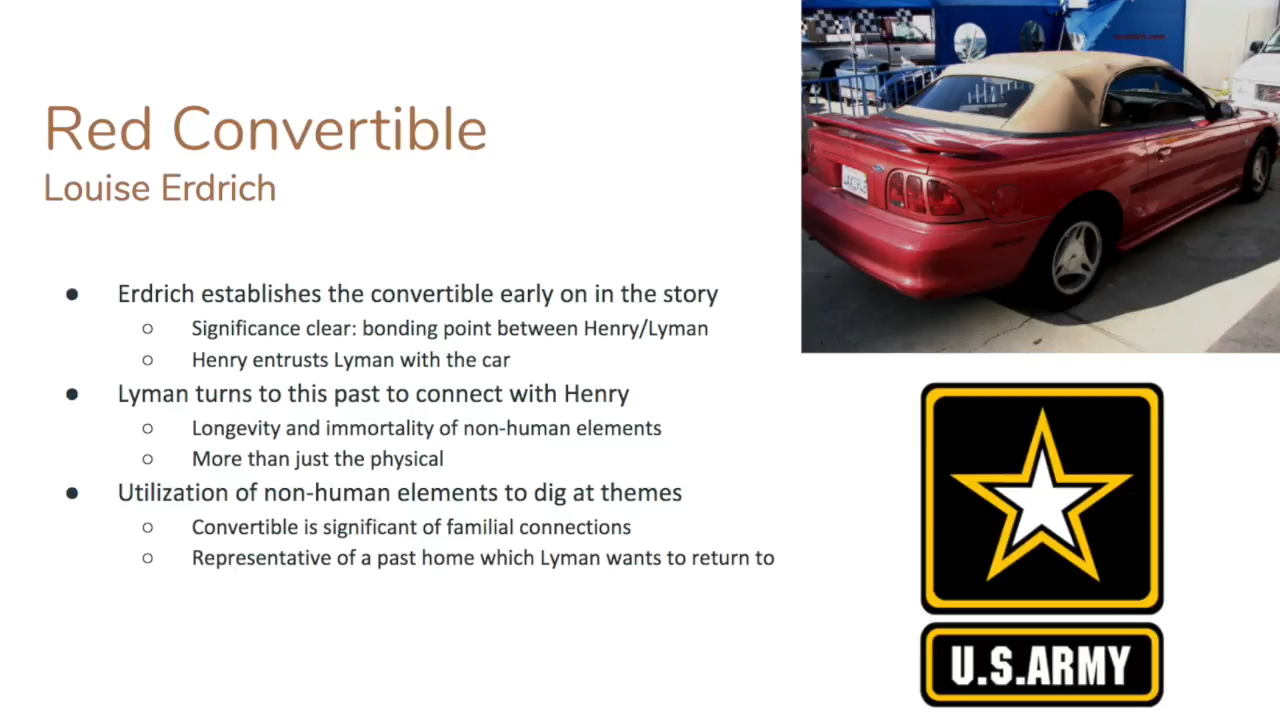 Red Convertible
Louise Erdrich
● Erdrich establishes the convertible early on in the story
○ Significance clear: bonding point between Henry/Lyman
○ Henry entrusts Lyman with the car
● Lyman turns to this past to connect with Henry
○ Longevity and immortality of non-human elements
○ More than just the physical
● Utilization of non-human elements to dig at themes
○ Convertible is significant of familial connections
○ Representative of a past home which Lyman wants to return to
U.S.ARMY